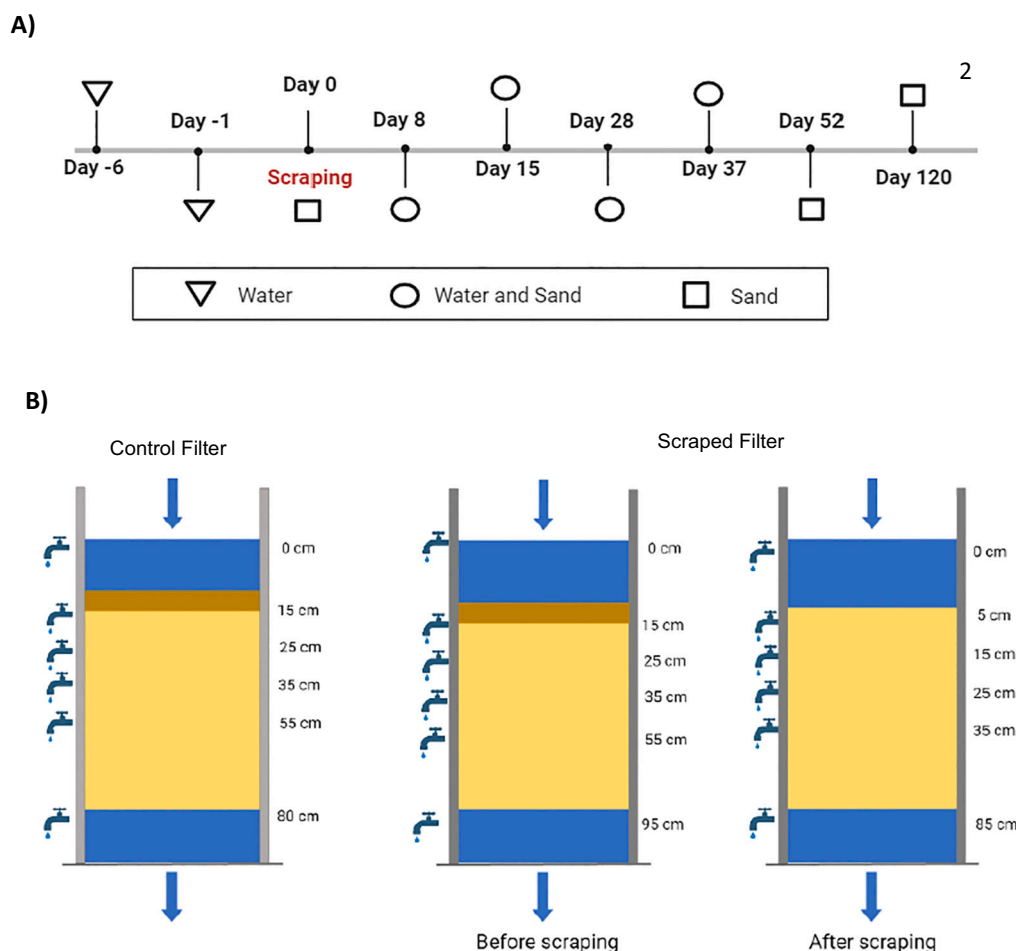 A)
2
Day 0
Day -1 Day 8 Day 28 Day 52
Day -6 Scraping Day 15 Day 37 Day 120
Water Water and Sand Sand
B)
Control Filter Scraped Filter
0 cm
15 cm
25 cm
35 cm
55 cm
80 cm
0 cm
15 cm
25 cm
35 cm
55 cm
95 cm
Before scraping
0 cm
5 cm
15 cm
25 cm
35 cm
85 cm
After scraping